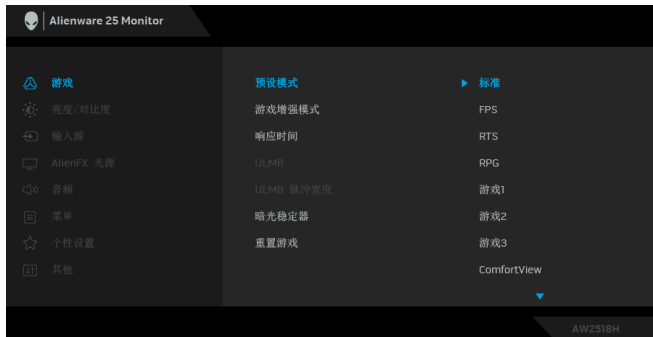 Alienware 25 Monitor
游戏
预设模式
标准
亮度/对比度
游戏增强模式
FPS
输入源
响应时间
RTS
AlienFX 光源
ULMB
RPG
音频
ULMB 脉冲宽度
游戏1
菜单
暗光稳定器
游戏2
个性设置
重置游戏
游戏3
其他
ComfortView
AW2518H